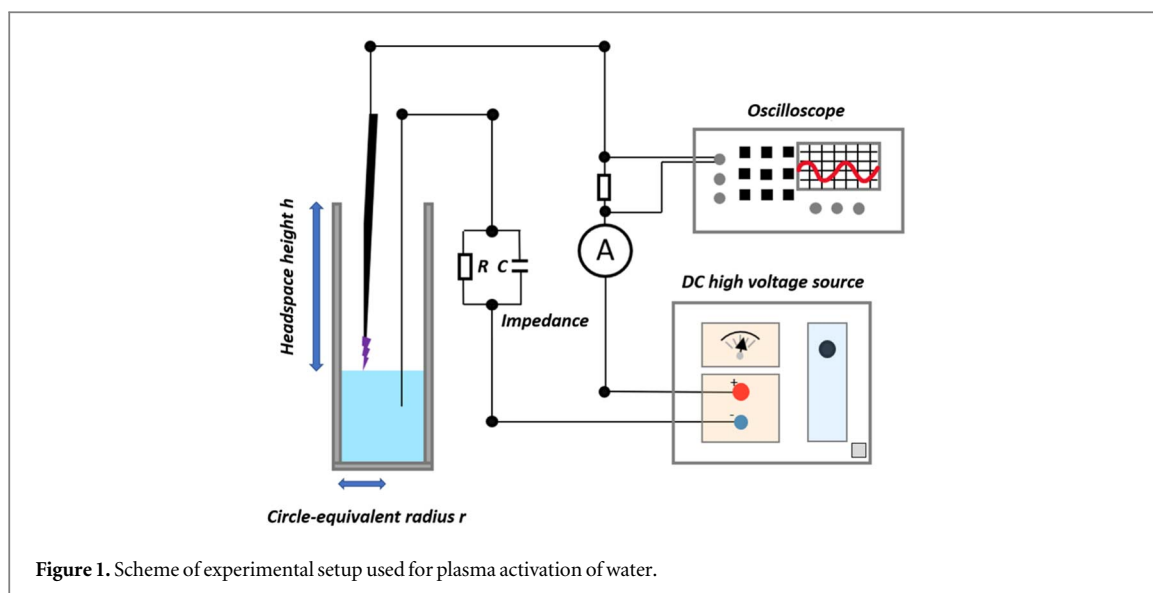 Oscilloscope
Headspace height h
A
R C
DC high voltage source
Impedance
+
-
Circle-equivalent radius r
Figure 1. Scheme of experimental setup used for plasma activation of water.